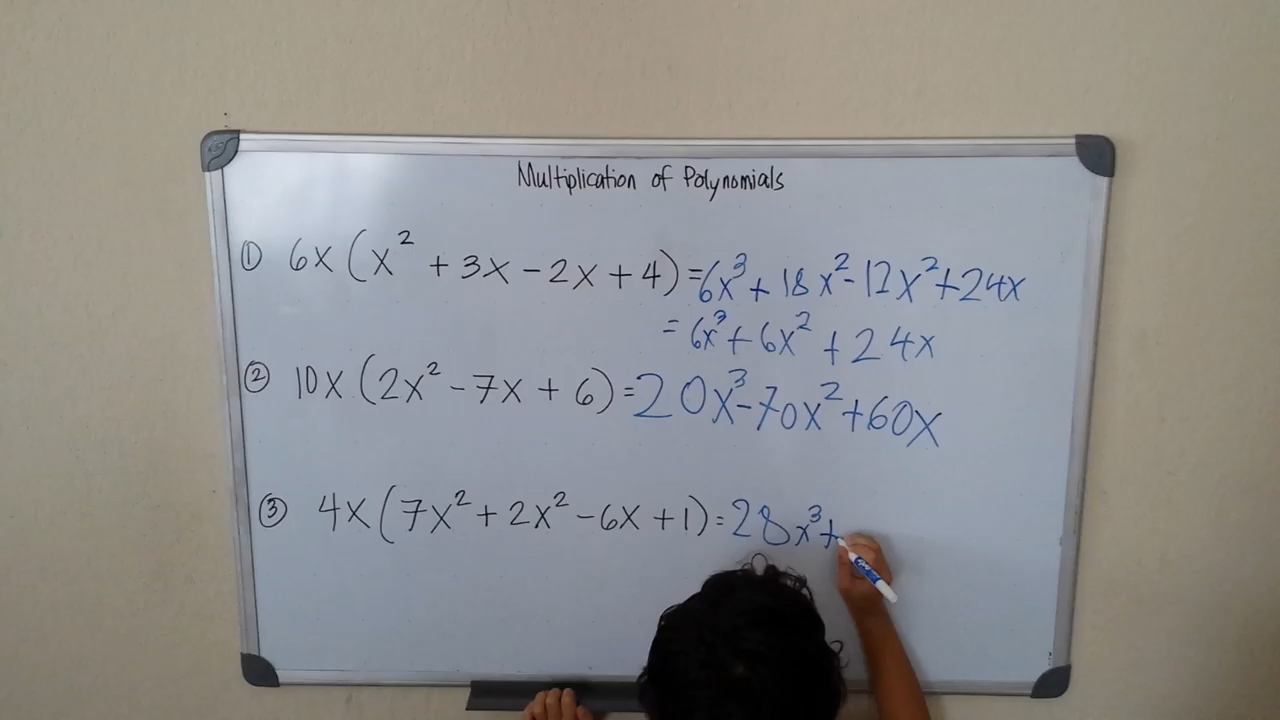 Multiplication of Polynomials
① 6x(x² + 3x - 2x + 4) = 6x³ + 18x² - 12x² + 24x
= 6x³ + 6x² + 24x
② 10x(2x² - 7x + 6) = 20x³ - 70x² + 60x
③ 4x(7x² + 2x² - 6x + 1) = 28x³ +